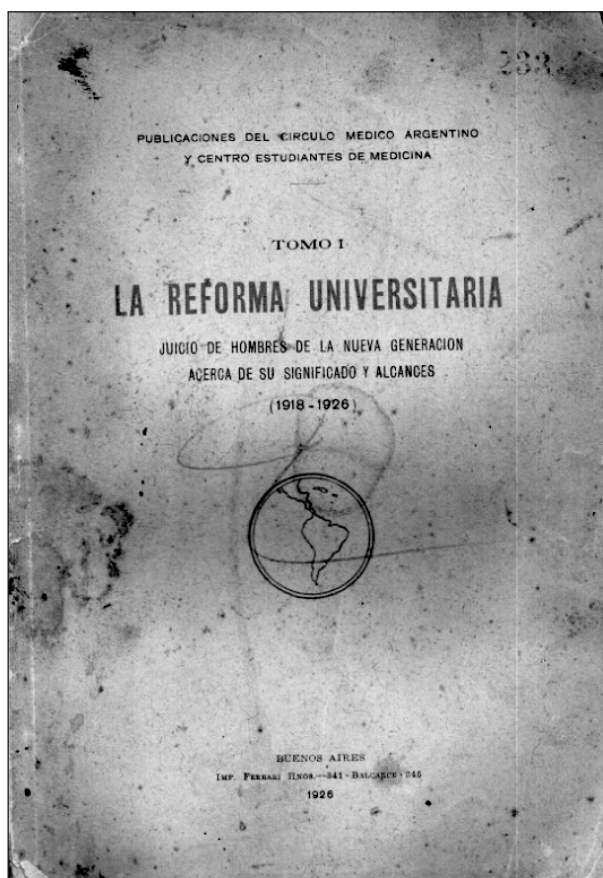 233
PUBLICACIONES DEL CIRCULO MEDICO ARGENTINO
Y CENTRO ESTUDIANTES DE MEDICINA
TOMO I
LA REFORMA UNIVERSITARIA
JUICIO DE HOMBRES DE LA NUEVA GENERACION
ACERCA DE SU SIGNIFICADO Y ALCANCES
(1918-1926)
BUENOS AIRES
IMP. FERRARI HNOS.—341-BALCARCE-345
1926